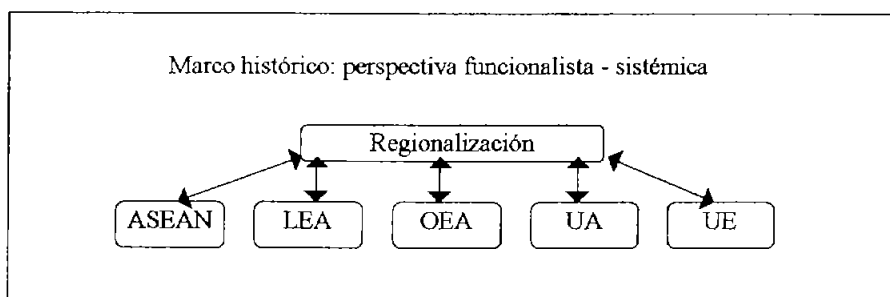 Marco histórico: perspectiva funcionalista - sistémica
Regionalización
ASEAN LEA OEA UA UE